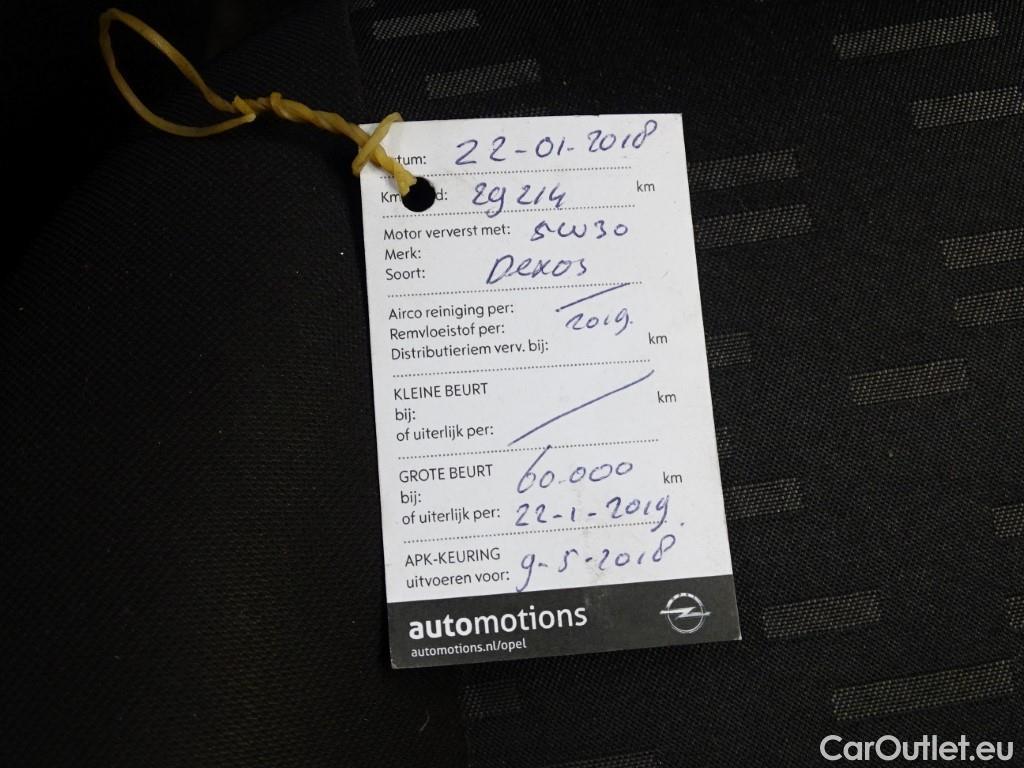 22-01-2018
29214 km
Motor ververst met: 5W30
Merk:
Soort: Dexos
Airco reiniging per:
Remvloeistof per: 2019.
Distributieriem verv. bij: km
KLEINE BEURT
bij: km
of uiterlijk per:
GROTE BEURT
bij: 60.000 km
of uiterlijk per: 22-1-2019.
APK-KEURING
uitvoeren voor: 9-5-2018
automotions
automotions.nl/opel
CarOutlet.eu